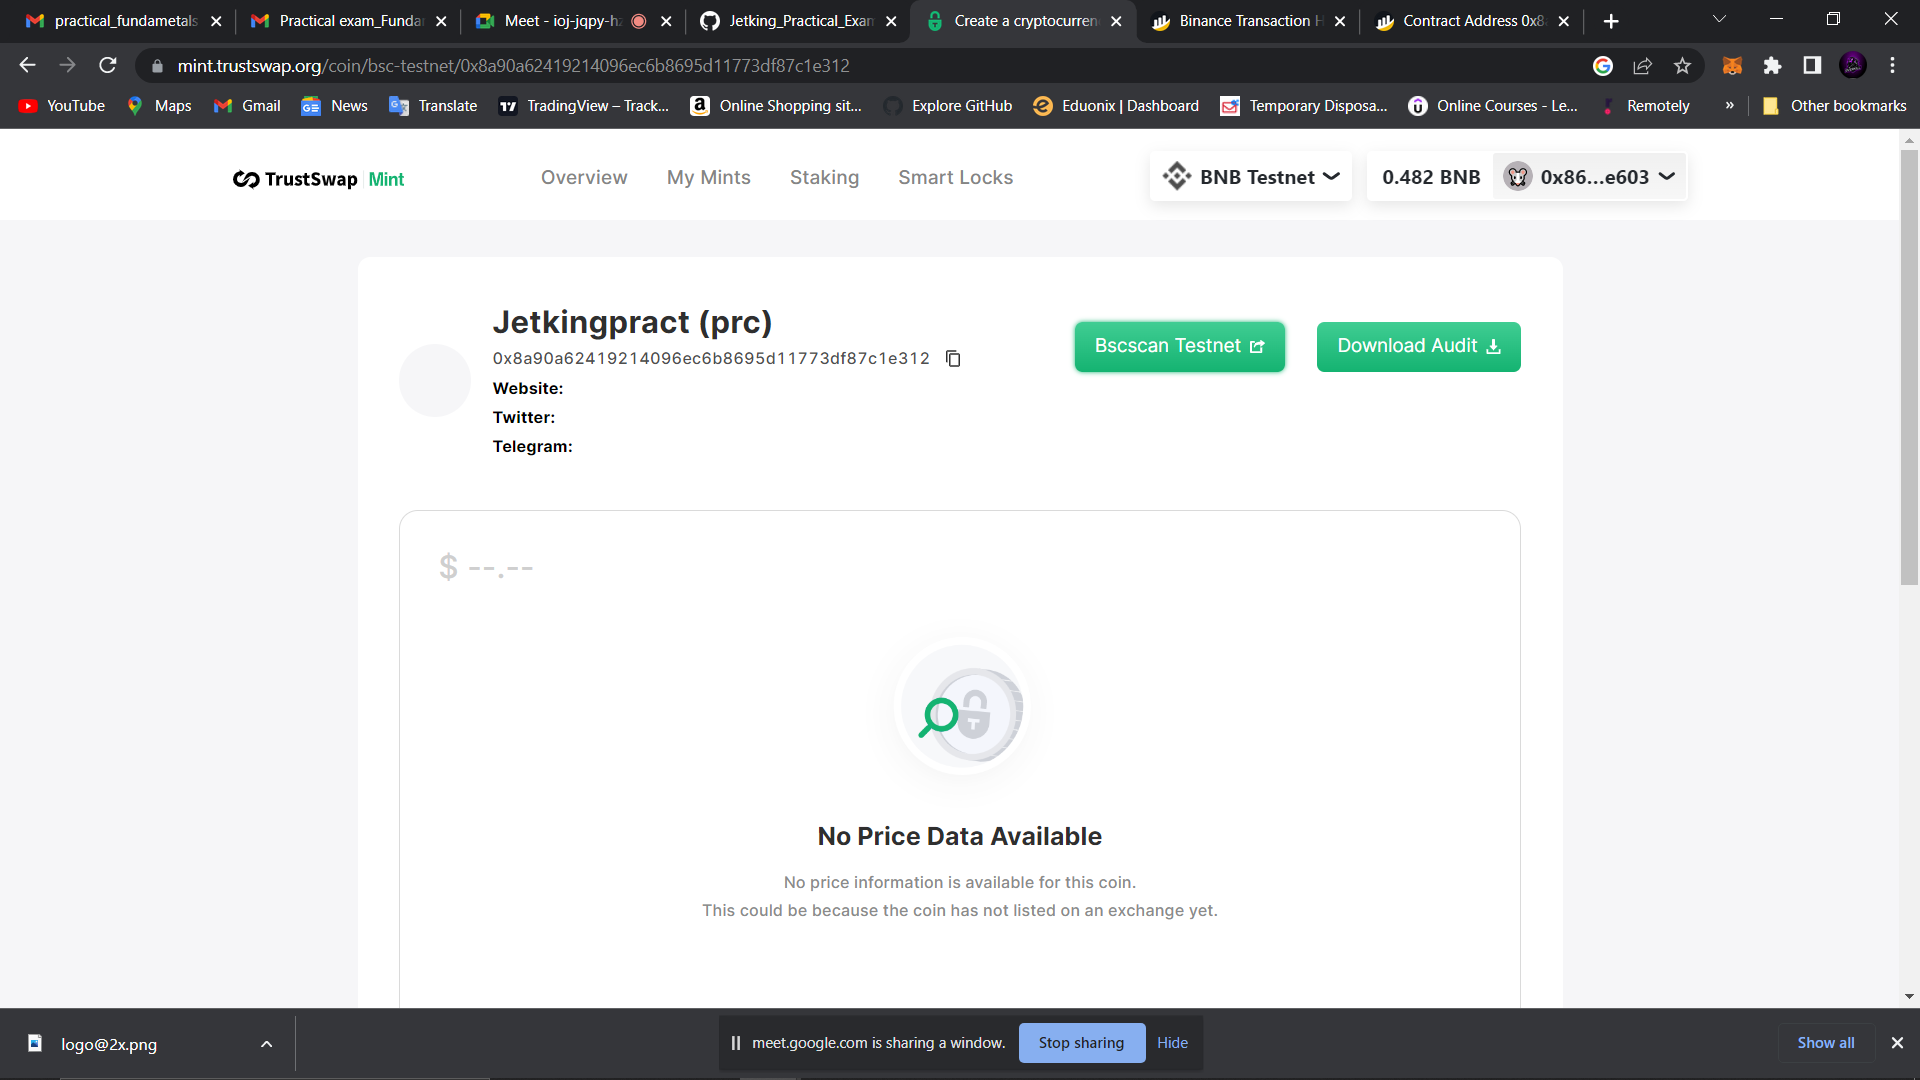 practical_fundametals
Practical exam_Funda
Meet - ioj-jqpy-hz
Jetking_Practical_Exam
Create a cryptocurren
Binance Transaction H
Contract Address 0x8
mint.trustswap.org/coin/bsc-testnet/0x8a90a62419214096ec6b8695d11773df87c1e312
YouTube
Maps
Gmail
News
Translate
TradingView – Track...
Online Shopping sit...
Explore GitHub
Eduonix | Dashboard
Temporary Disposa...
Online Courses - Le...
Remotely
»
Other bookmarks
TrustSwap Mint
Overview
My Mints
Staking
Smart Locks
BNB Testnet
0.482 BNB
0x86...e603
Jetkingpract (prc)
0x8a90a62419214096ec6b8695d11773df87c1e312
Website:
Twitter:
Telegram:
Bscscan Testnet
Download Audit
$ --.--
No Price Data Available
No price information is available for this coin.
This could be because the coin has not listed on an exchange yet.
logo@2x.png
meet.google.com is sharing a window.
Stop sharing
Hide
Show all